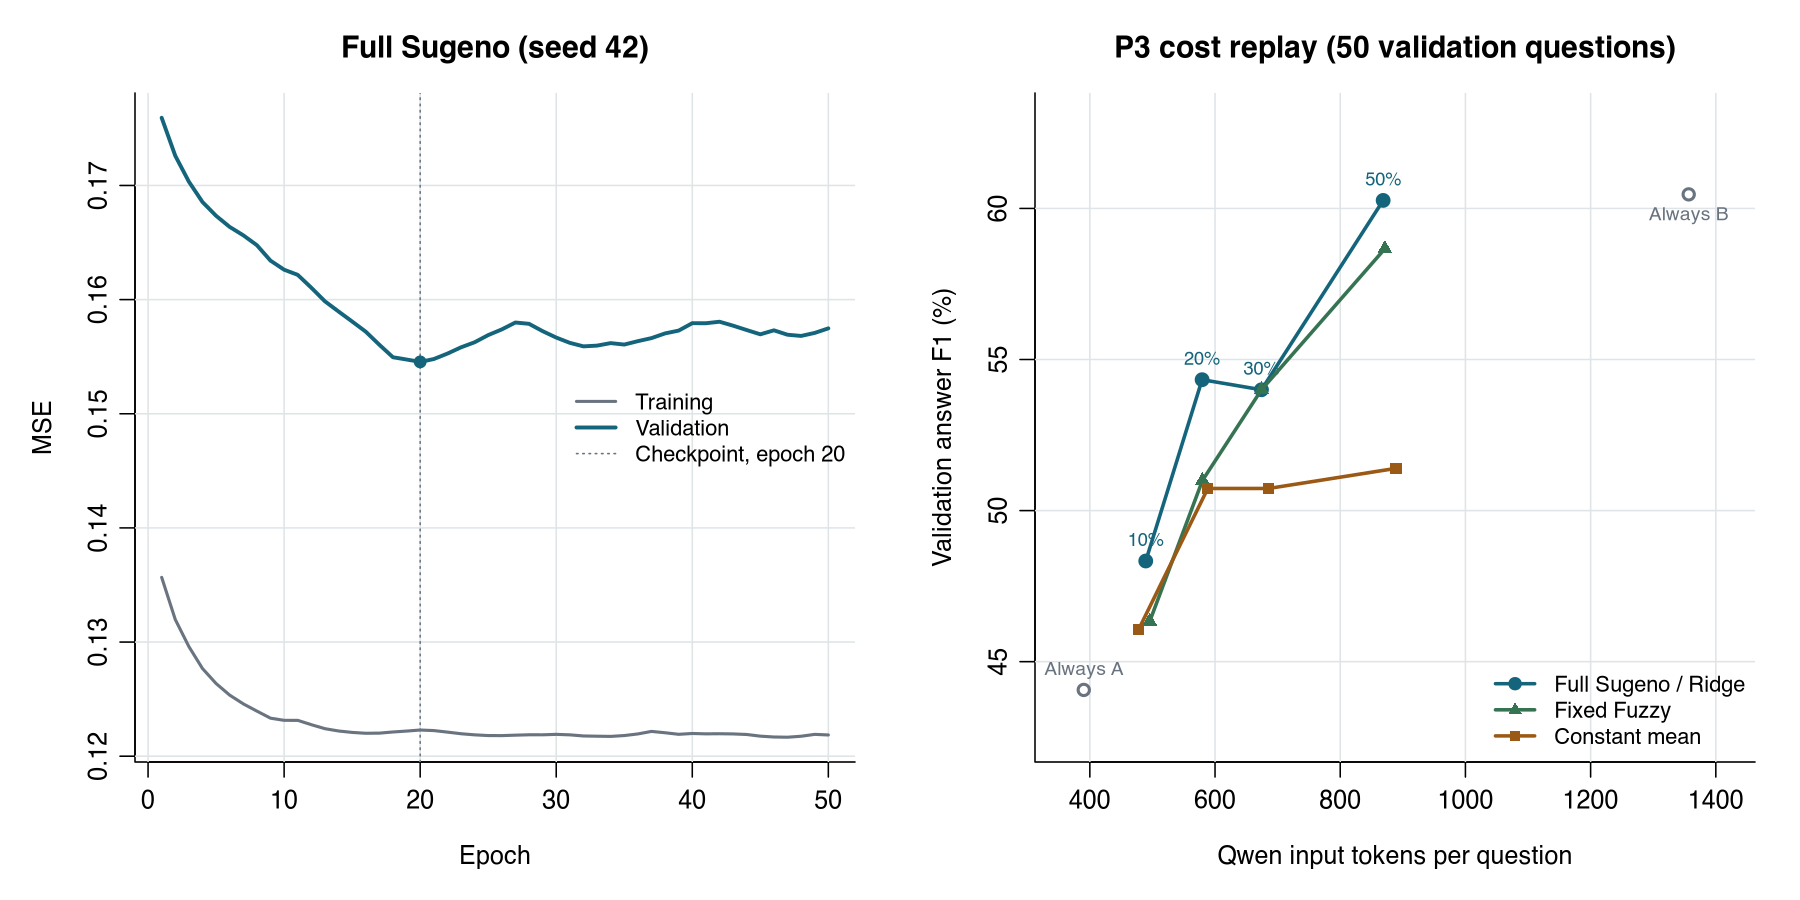 Full Sugeno (seed 42)
MSE
0.17
0.16
0.15
0.14
0.13
0.12
Training
Validation
Checkpoint, epoch 20
0
10
20
30
40
50
Epoch
P3 cost replay (50 validation questions)
Validation answer F1 (%)
60
55
50
45
50%
Always B
20%
30%
10%
Always A
Full Sugeno / Ridge
Fixed Fuzzy
Constant mean
400
600
800
1000
1200
1400
Qwen input tokens per question